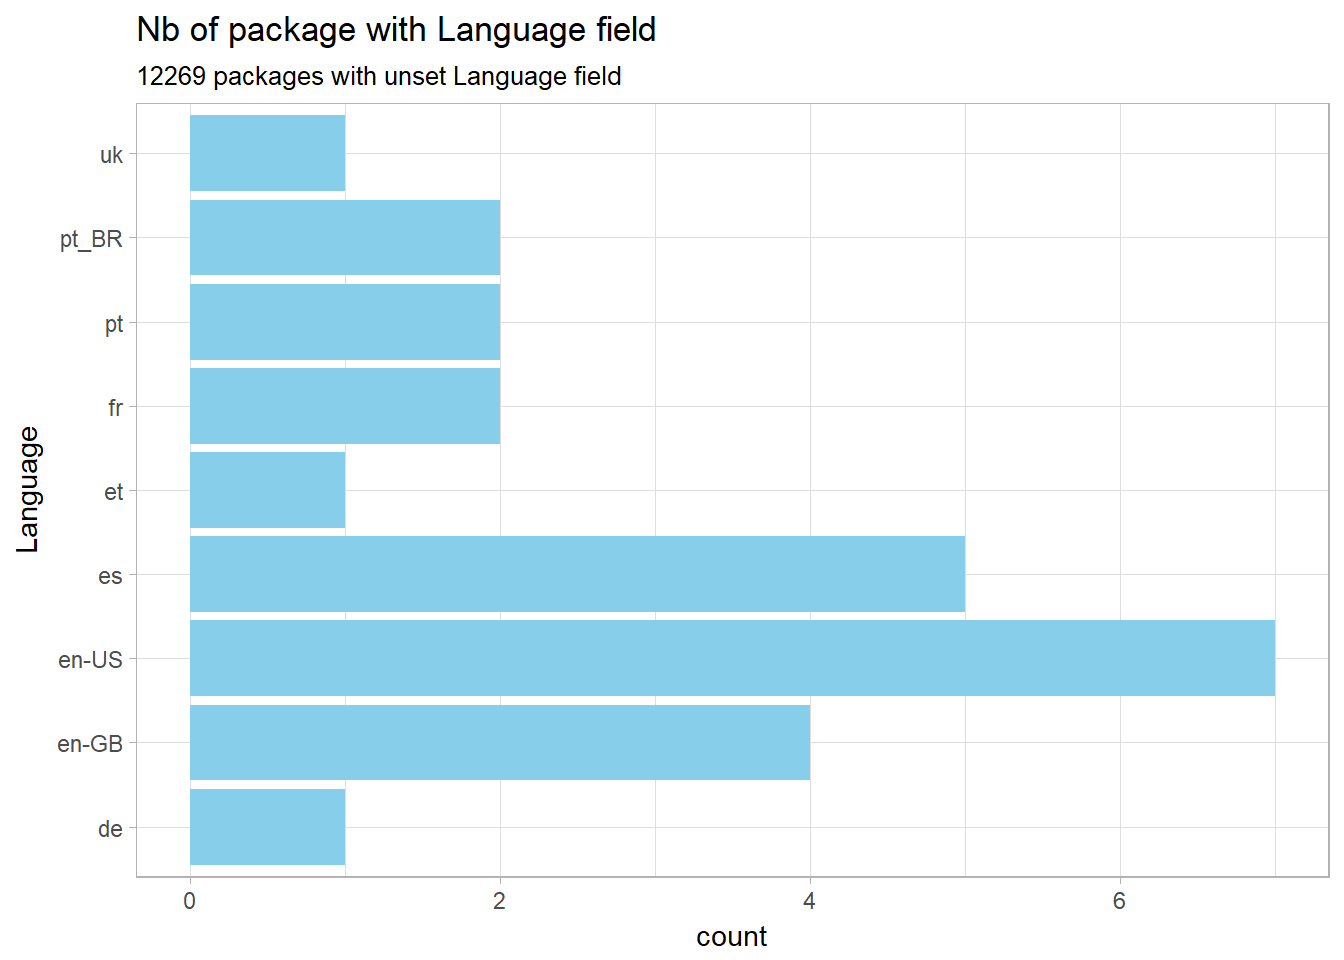 Nb of package with Language field
12269 packages with unset Language field
uk
pt_BR
pt
fr
et
es
en-US
en-GB
de
Language
0 2 4 6
count